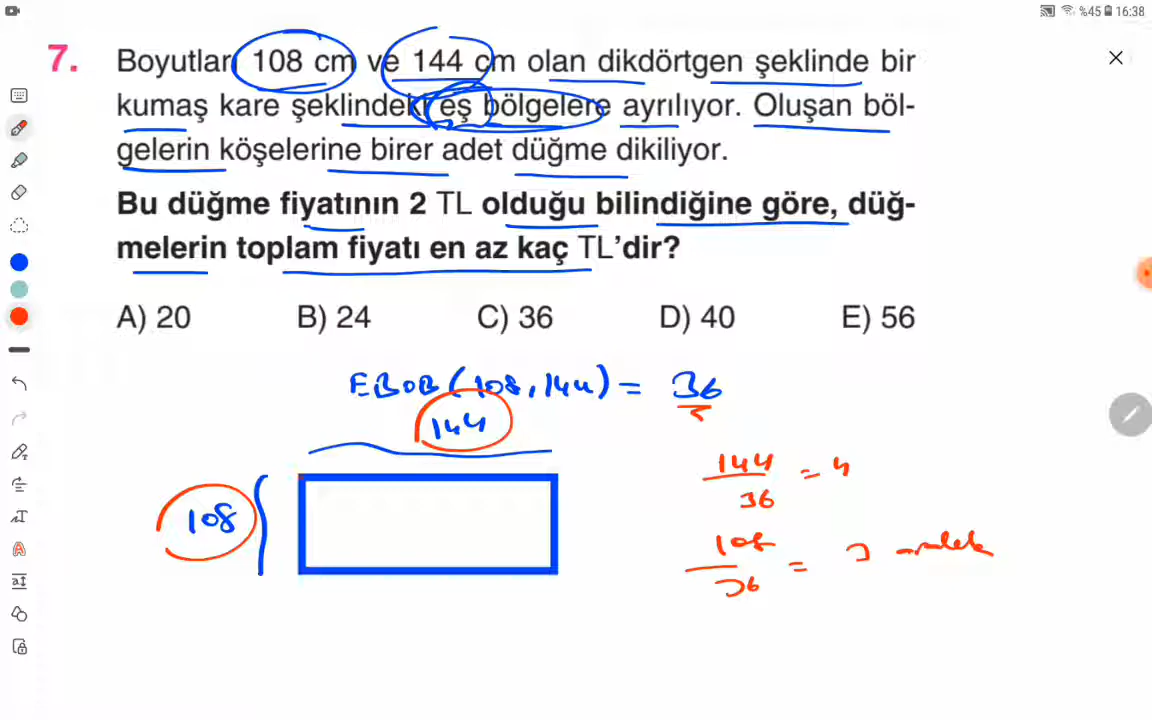 %45 16:38
7. Boyutlar 108 cm ve 144 cm olan dikdörtgen şeklinde bir
kumaş kare şeklindeki eş bölgelere ayrılıyor. Oluşan böl-
gelerin köşelerine birer adet düğme dikiliyor.
Bu düğme fiyatının 2 TL olduğu bilindiğine göre, düğ-
melerin toplam fiyatı en az kaç TL'dir?
A) 20 B) 24 C) 36 D) 40 E) 56
EBOB(108,144) = 36
144
108
144/36 = 4
108/36 = 3